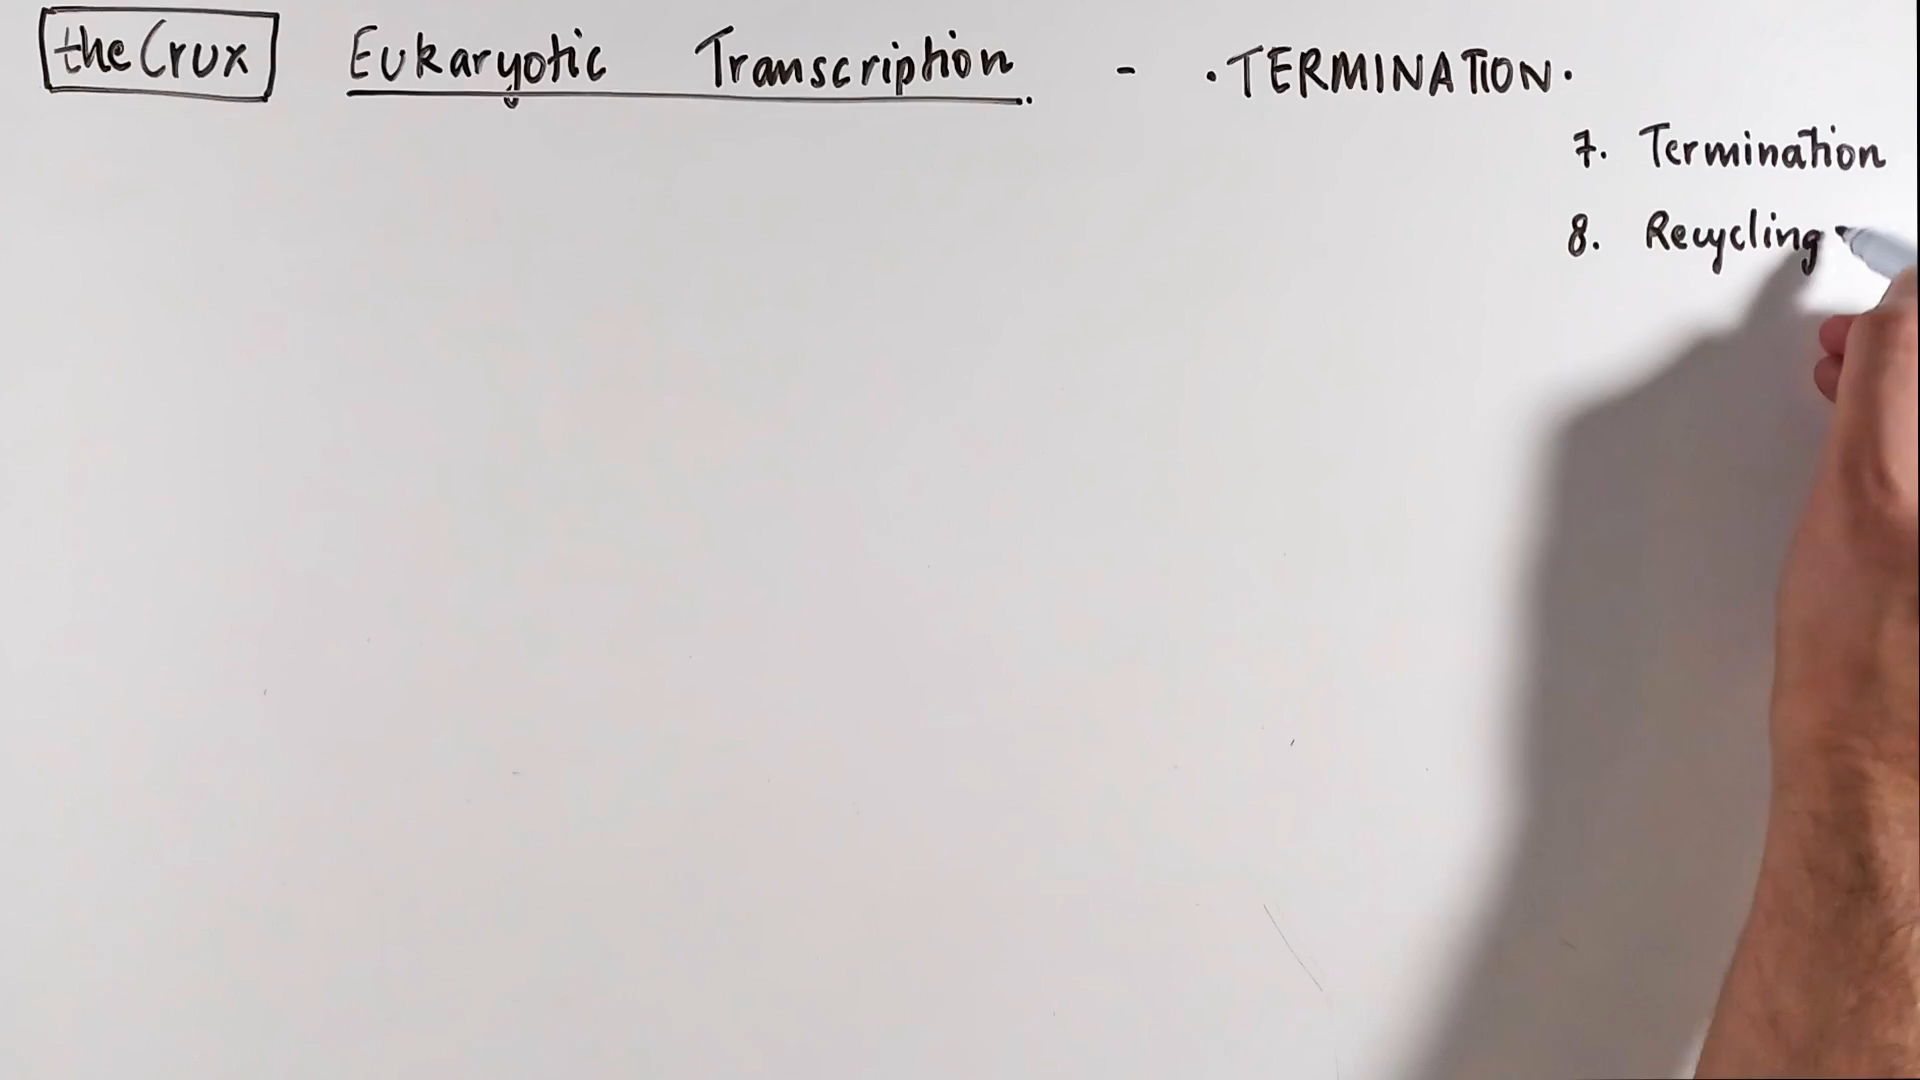 the Crux Eukaryotic Transcription - · TERMINATION ·
7. Termination
8. Recycling